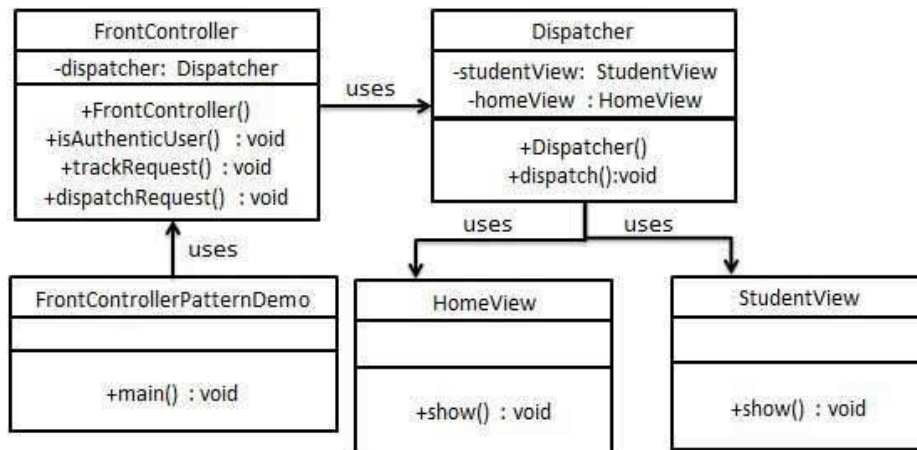 FrontController
-dispatcher: Dispatcher
+FrontController()
+isAuthenticUser() : void
+trackRequest() : void
+dispatchRequest() : void
uses
Dispatcher
-studentView: StudentView
-homeView : HomeView
+Dispatcher()
+dispatch():void
uses
uses
uses
FrontControllerPatternDemo
+main() : void
HomeView
+show() : void
StudentView
+show() : void